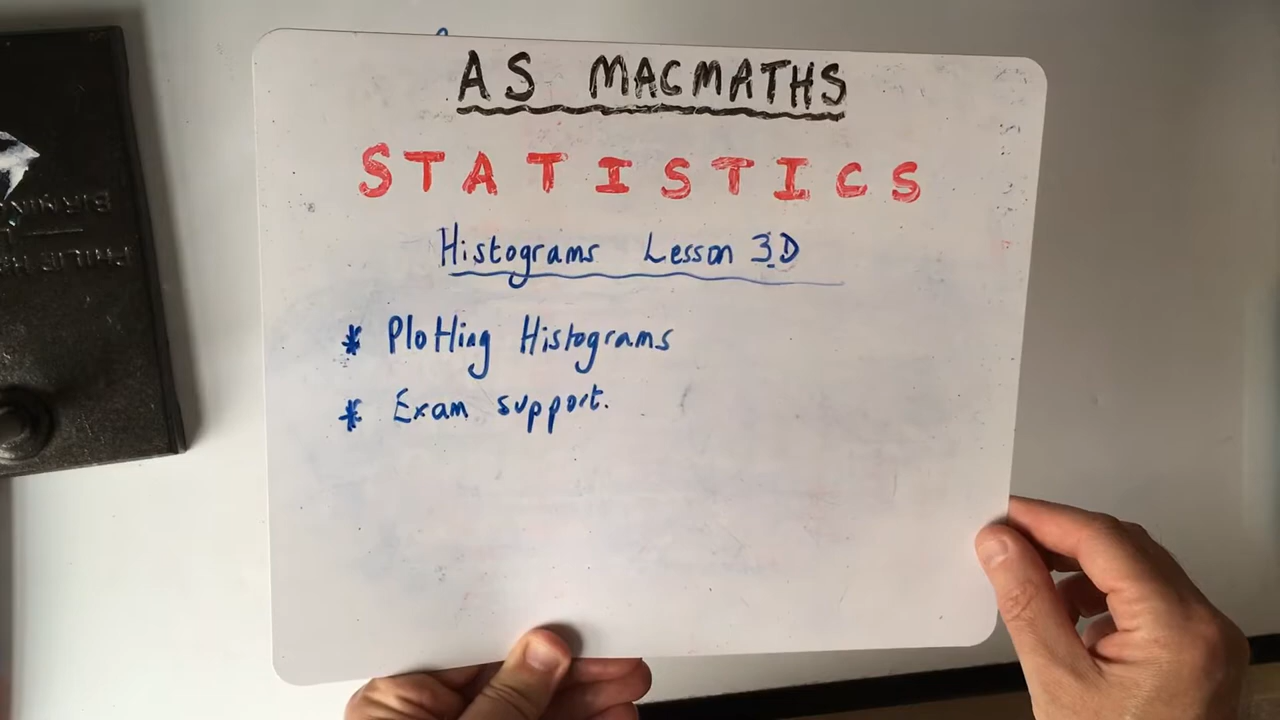 AS MACMATHS
STATISTICS
Histograms Lesson 3D
* Plotting Histograms
* Exam support.